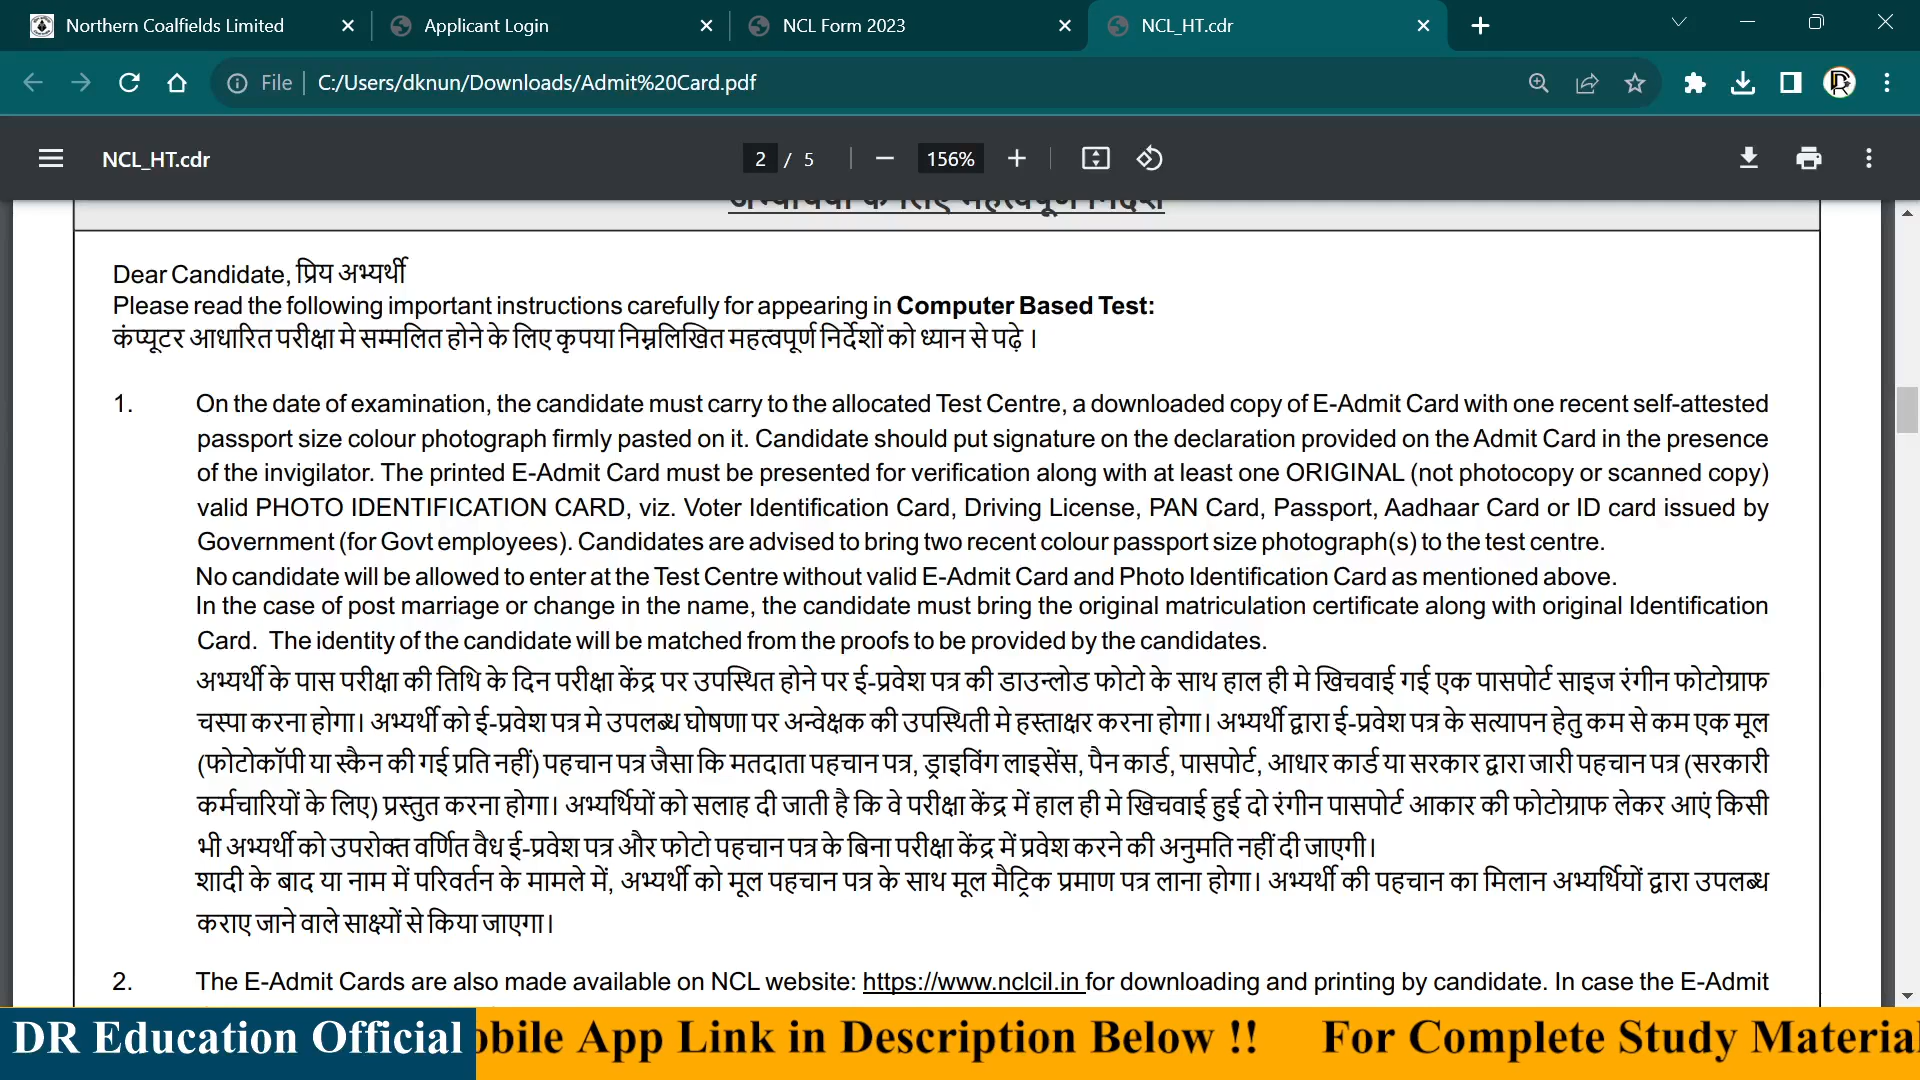 Northern Coalfields Limited
Applicant Login
NCL Form 2023
NCL_HT.cdr
File
C:/Users/dknun/Downloads/Admit%20Card.pdf
NCL_HT.cdr
2 / 5
156%
अभ्यर्थियों के लिए महत्वपूर्ण निर्देश
Dear Candidate, प्रिय अभ्यर्थी
Please read the following important instructions carefully for appearing in Computer Based Test:
कंप्यूटर आधारित परीक्षा मे सम्मलित होने के लिए कृपया निम्नलिखित महत्वपूर्ण निर्देशों को ध्यान से पढ़े ।
1. On the date of examination, the candidate must carry to the allocated Test Centre, a downloaded copy of E-Admit Card with one recent self-attested
passport size colour photograph firmly pasted on it. Candidate should put signature on the declaration provided on the Admit Card in the presence
of the invigilator. The printed E-Admit Card must be presented for verification along with at least one ORIGINAL (not photocopy or scanned copy)
valid PHOTO IDENTIFICATION CARD, viz. Voter Identification Card, Driving License, PAN Card, Passport, Aadhaar Card or ID card issued by
Government (for Govt employees). Candidates are advised to bring two recent colour passport size photograph(s) to the test centre.
No candidate will be allowed to enter at the Test Centre without valid E-Admit Card and Photo Identification Card as mentioned above.
In the case of post marriage or change in the name, the candidate must bring the original matriculation certificate along with original Identification
Card. The identity of the candidate will be matched from the proofs to be provided by the candidates.
अभ्यर्थी के पास परीक्षा की तिथि के दिन परीक्षा केंद्र पर उपस्थित होने पर ई-प्रवेश पत्र की डाउन्लोड फोटो के साथ हाल ही मे खिचवाई गई एक पासपोर्ट साइज रंगीन फोटोग्राफ
चस्पा करना होगा। अभ्यर्थी को ई-प्रवेश पत्र मे उपलब्ध घोषणा पर अन्वेक्षक की उपस्थिती मे हस्ताक्षर करना होगा। अभ्यर्थी द्वारा ई-प्रवेश पत्र के सत्यापन हेतु कम से कम एक मूल
(फोटोकॉपी या स्कैन की गई प्रति नहीं) पहचान पत्र जैसा कि मतदाता पहचान पत्र, ड्राइविंग लाइसेंस, पैन कार्ड, पासपोर्ट, आधार कार्ड या सरकार द्वारा जारी पहचान पत्र (सरकारी
कर्मचारियों के लिए) प्रस्तुत करना होगा। अभ्यर्थियों को सलाह दी जाती है कि वे परीक्षा केंद्र में हाल ही मे खिचवाई हुई दो रंगीन पासपोर्ट आकार की फोटोग्राफ लेकर आएं किसी
भी अभ्यर्थी को उपरोक्त वर्णित वैध ई-प्रवेश पत्र और फोटो पहचान पत्र के बिना परीक्षा केंद्र में प्रवेश करने की अनुमति नहीं दी जाएगी।
शादी के बाद या नाम में परिवर्तन के मामले में, अभ्यर्थी को मूल पहचान पत्र के साथ मूल मैट्रिक प्रमाण पत्र लाना होगा। अभ्यर्थी की पहचान का मिलान अभ्यर्थियों द्वारा उपलब्ध
कराए जाने वाले साक्ष्यों से किया जाएगा।
2. The E-Admit Cards are also made available on NCL website: https://www.nclcil.in for downloading and printing by candidate. In case the E-Admit
DR Education Official obile App Link in Description Below !! For Complete Study Material